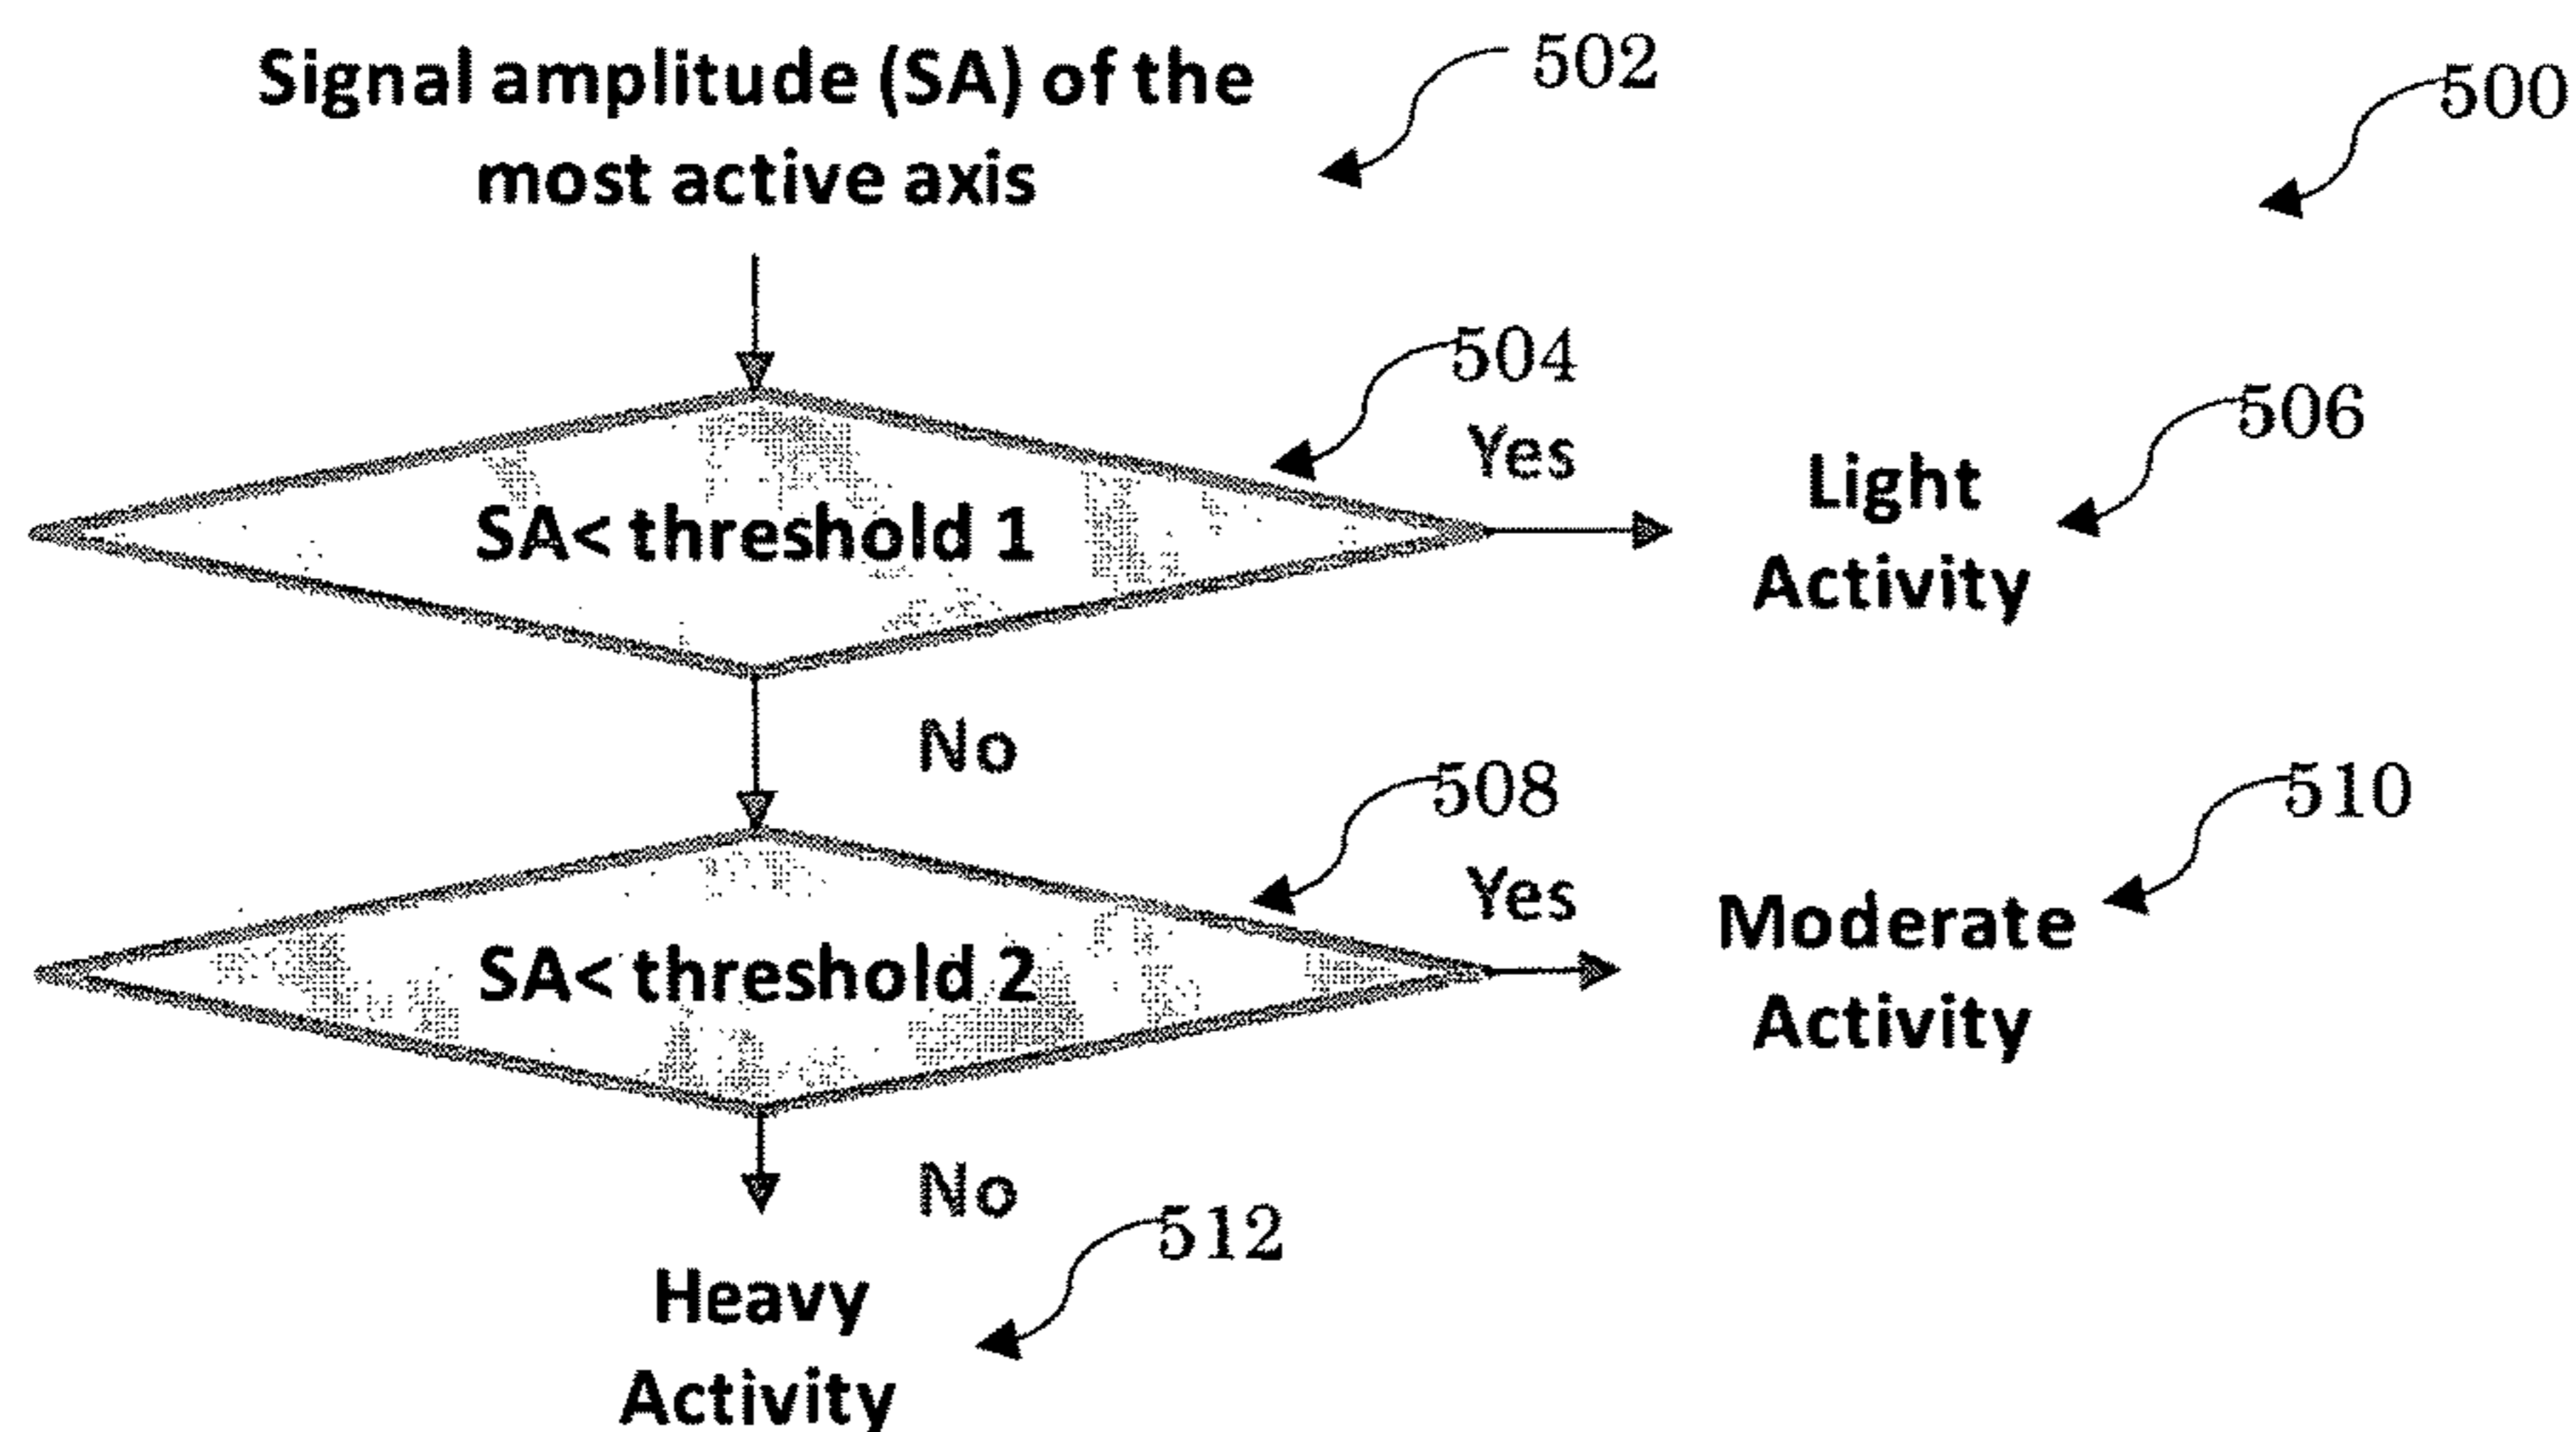 Signal amplitude (SA) of the
most active axis
502
500
504
SA< threshold 1
Yes
506
Light
Activity
No
508
SA< threshold 2
Yes
510
Moderate
Activity
No
512
Heavy
Activity